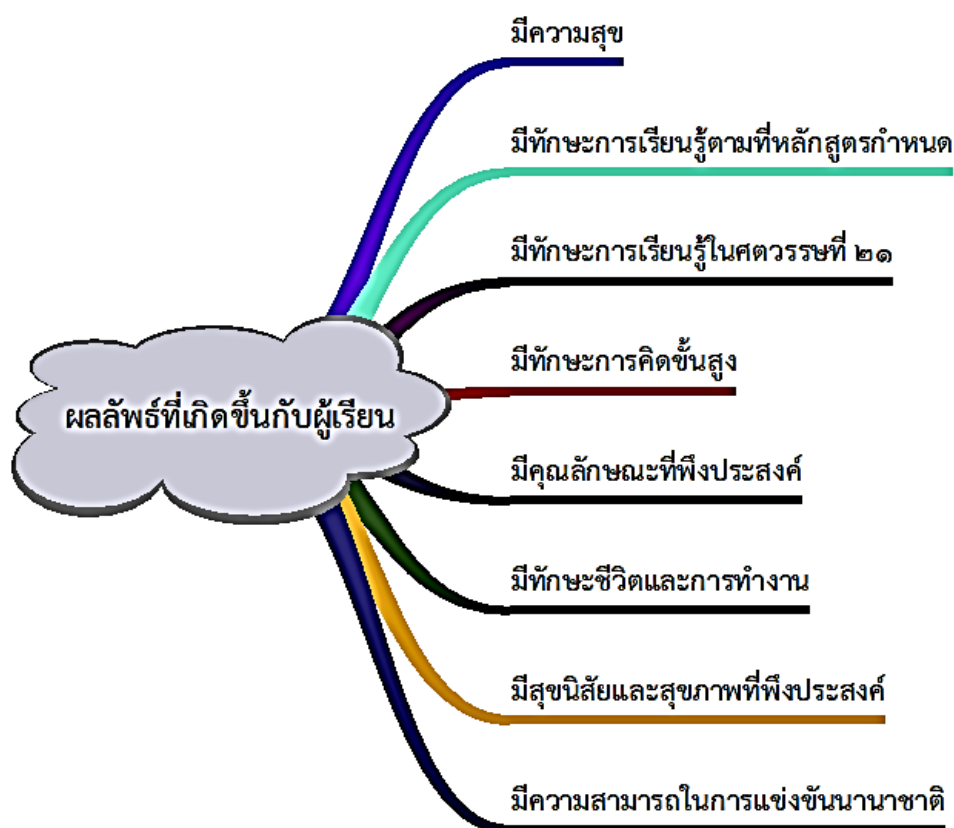 มีความสุข
มีทักษะการเรียนรู้ตามที่หลักสูตรกำหนด
มีทักษะการเรียนรู้ในศตวรรษที่ ๒๑
มีทักษะการคิดขั้นสูง
ผลลัพธ์ที่เกิดขึ้นกับผู้เรียน
มีคุณลักษณะที่พึงประสงค์
มีทักษะชีวิตและการทำงาน
มีสุขนิสัยและสุขภาพที่พึงประสงค์
มีความสามารถในการแข่งขันนานาชาติ